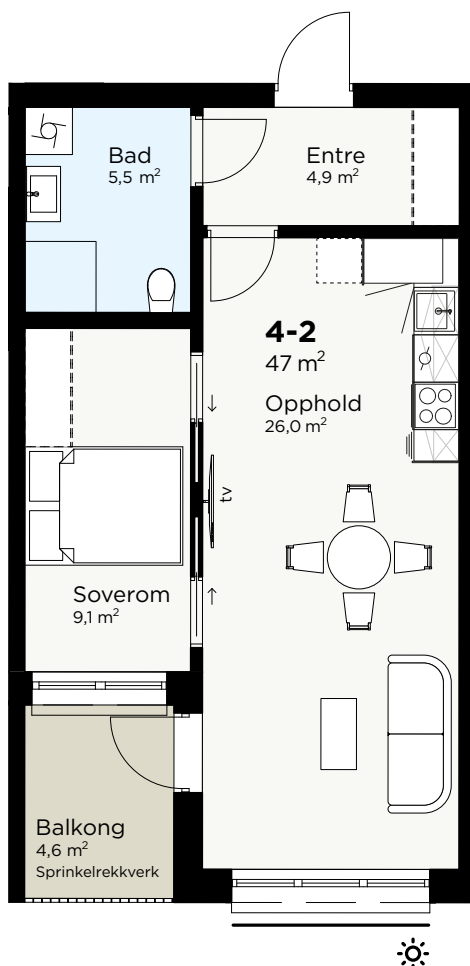 Bad
5,5 m²
Entre
4,9 m²
4-2
47 m²
Opphold
26,0 m²
tv
Soverom
9,1 m²
Balkong
4,6 m²
Sprinkelrekkverk